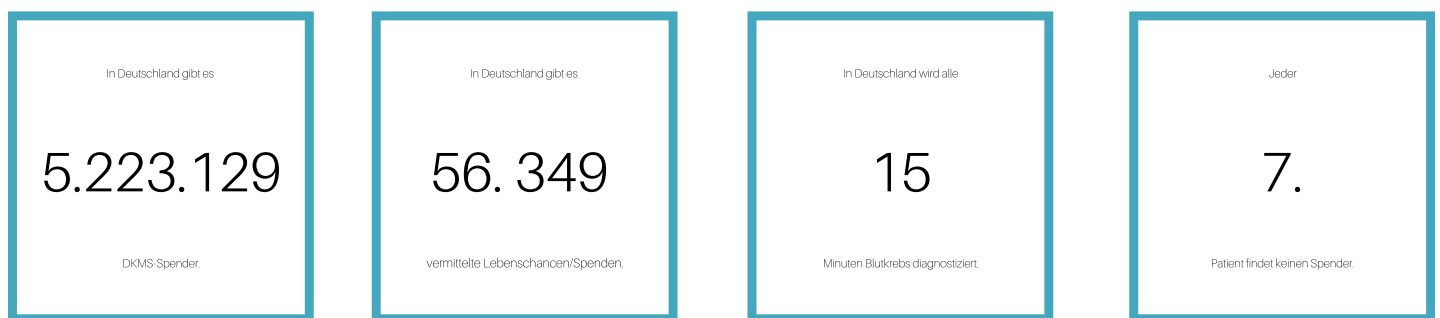 In Deutschland gibt es
5.223.129
DKMS-Spender.
In Deutschland gibt es
56. 349
vermittelte Lebenschancen/Spenden.
In Deutschland wird alle
15
Minuten Blutkrebs diagnostiziert.
Jeder
7.
Patient findet keinen Spender.